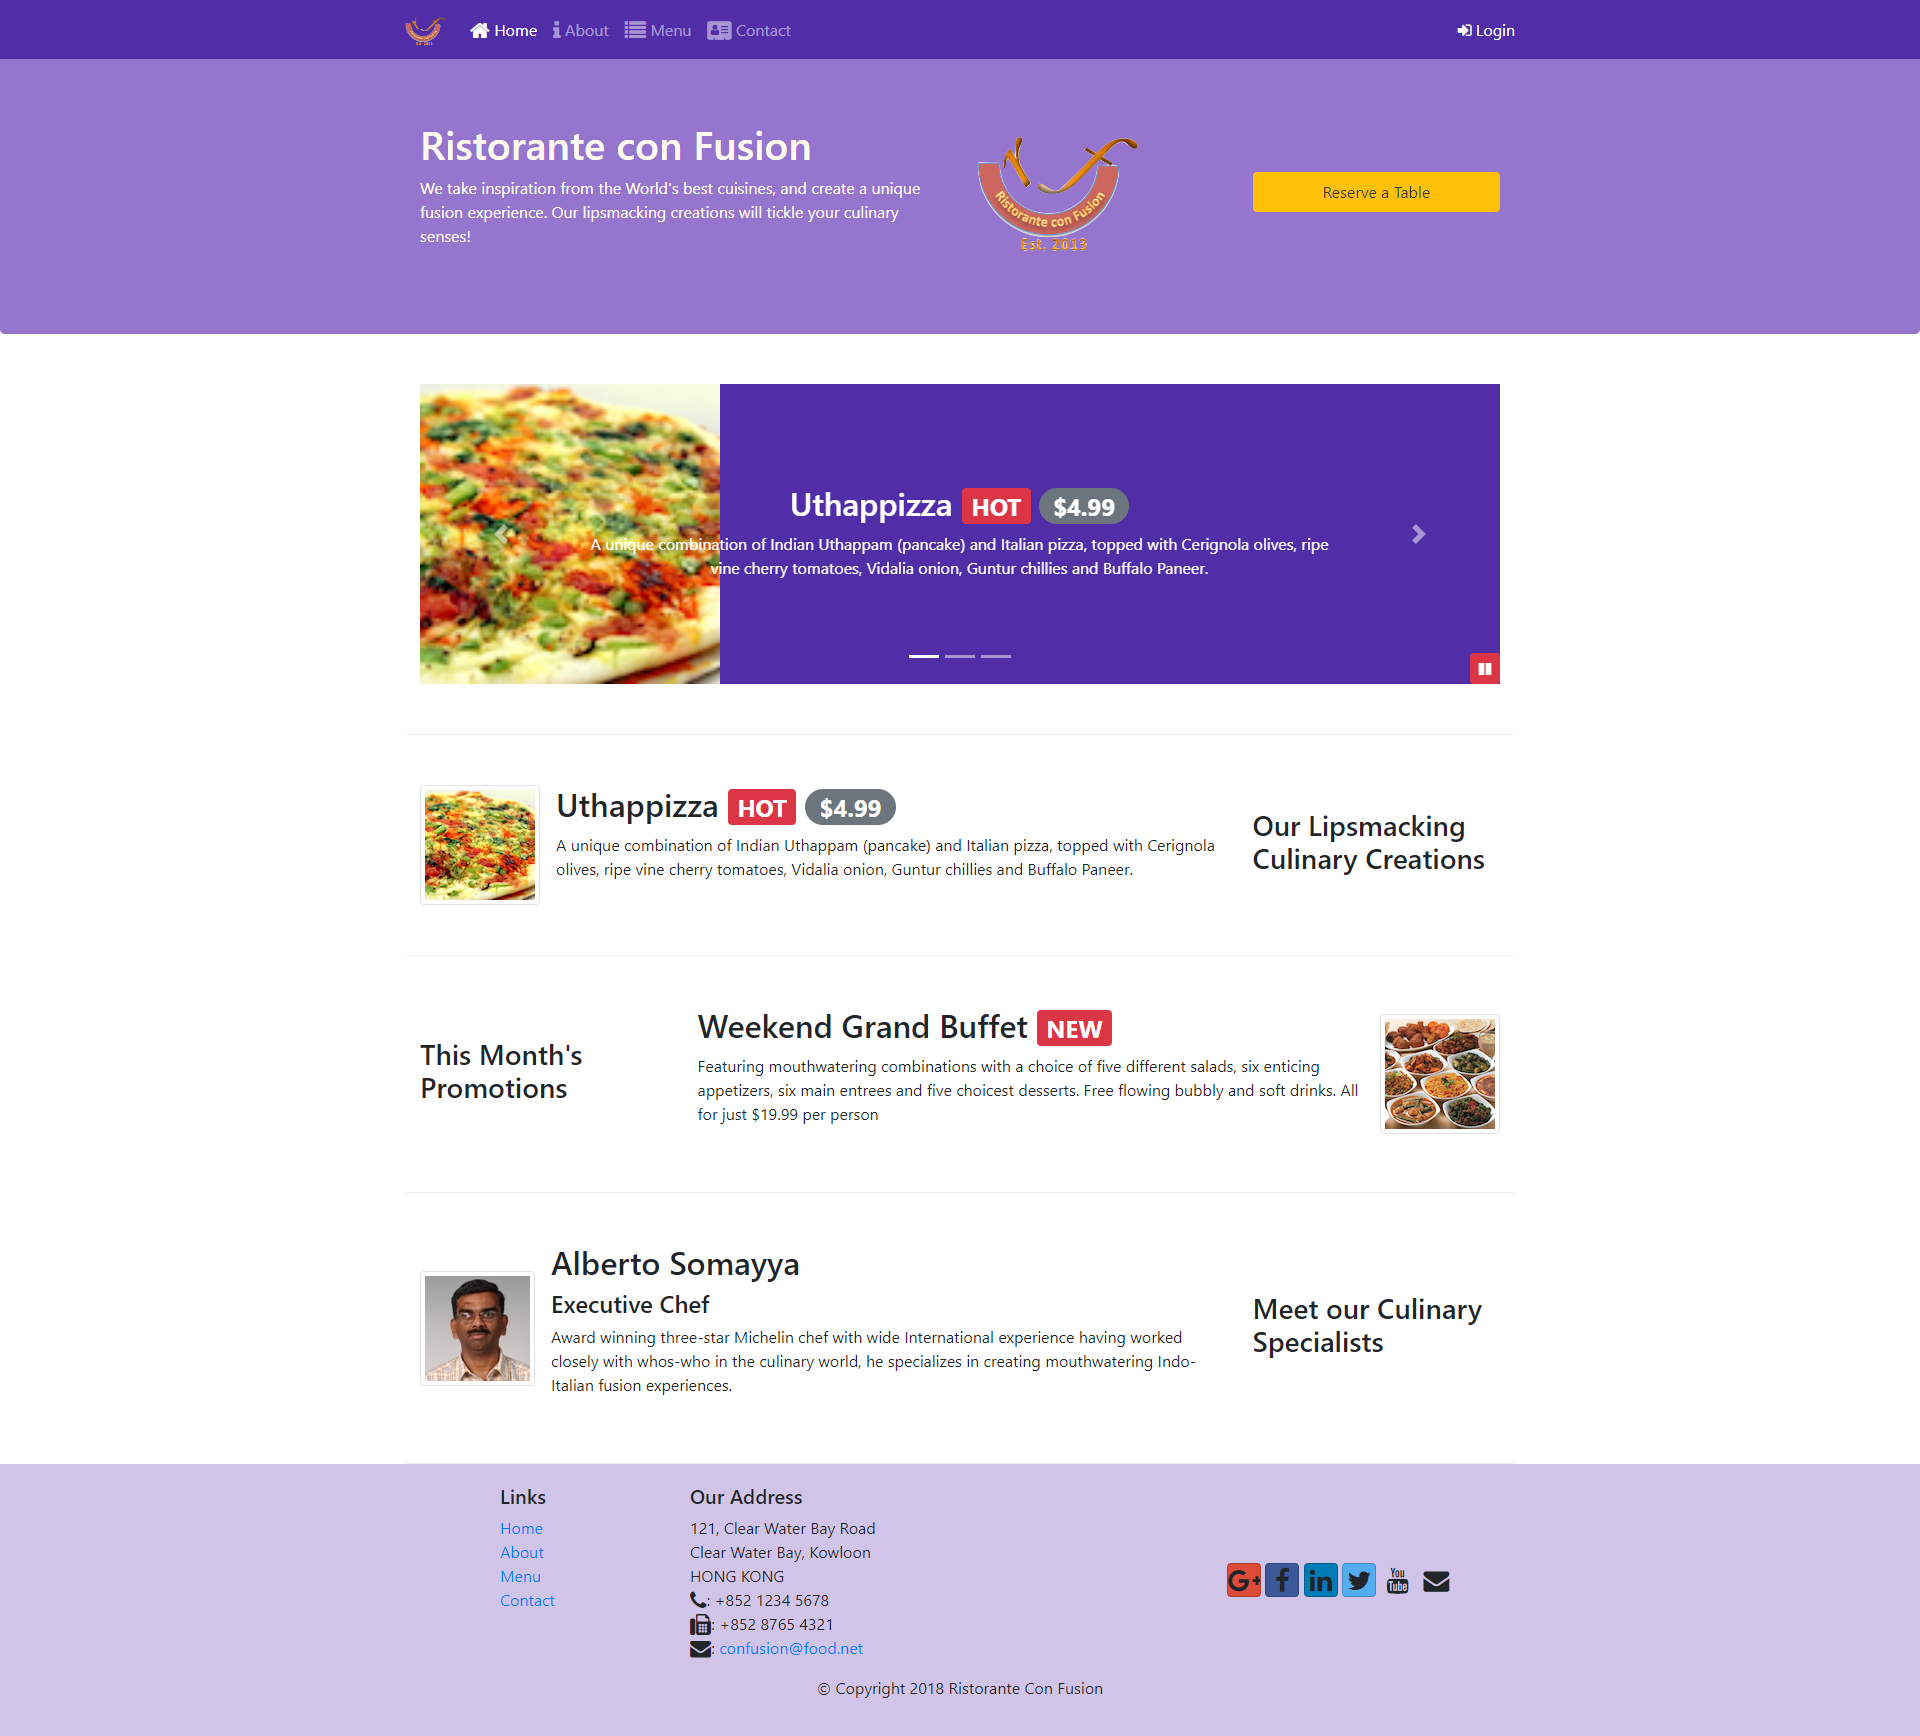 Home About Menu Contact Login
Ristorante con Fusion
We take inspiration from the World's best cuisines, and create a unique
fusion experience. Our lipsmacking creations will tickle your culinary
senses!
Ristorante con Fusion
Est. 2013
Reserve a Table
Uthappizza HOT $4.99
A unique combination of Indian Uthappam (pancake) and Italian pizza, topped with Cerignola olives, ripe
vine cherry tomatoes, Vidalia onion, Guntur chillies and Buffalo Paneer.
Uthappizza HOT $4.99
A unique combination of Indian Uthappam (pancake) and Italian pizza, topped with Cerignola
olives, ripe vine cherry tomatoes, Vidalia onion, Guntur chillies and Buffalo Paneer.
Our Lipsmacking
Culinary Creations
This Month's
Promotions
Weekend Grand Buffet NEW
Featuring mouthwatering combinations with a choice of five different salads, six enticing
appetizers, six main entrees and five choicest desserts. Free flowing bubbly and soft drinks. All
for just $19.99 per person
Alberto Somayya
Executive Chef
Award winning three-star Michelin chef with wide International experience having worked
closely with whos-who in the culinary world, he specializes in creating mouthwatering Indo-
Italian fusion experiences.
Meet our Culinary
Specialists
Links
Home
About
Menu
Contact
Our Address
121, Clear Water Bay Road
Clear Water Bay, Kowloon
HONG KONG
: +852 1234 5678
: +852 8765 4321
: confusion@food.net
G+ f in You Tube
© Copyright 2018 Ristorante Con Fusion